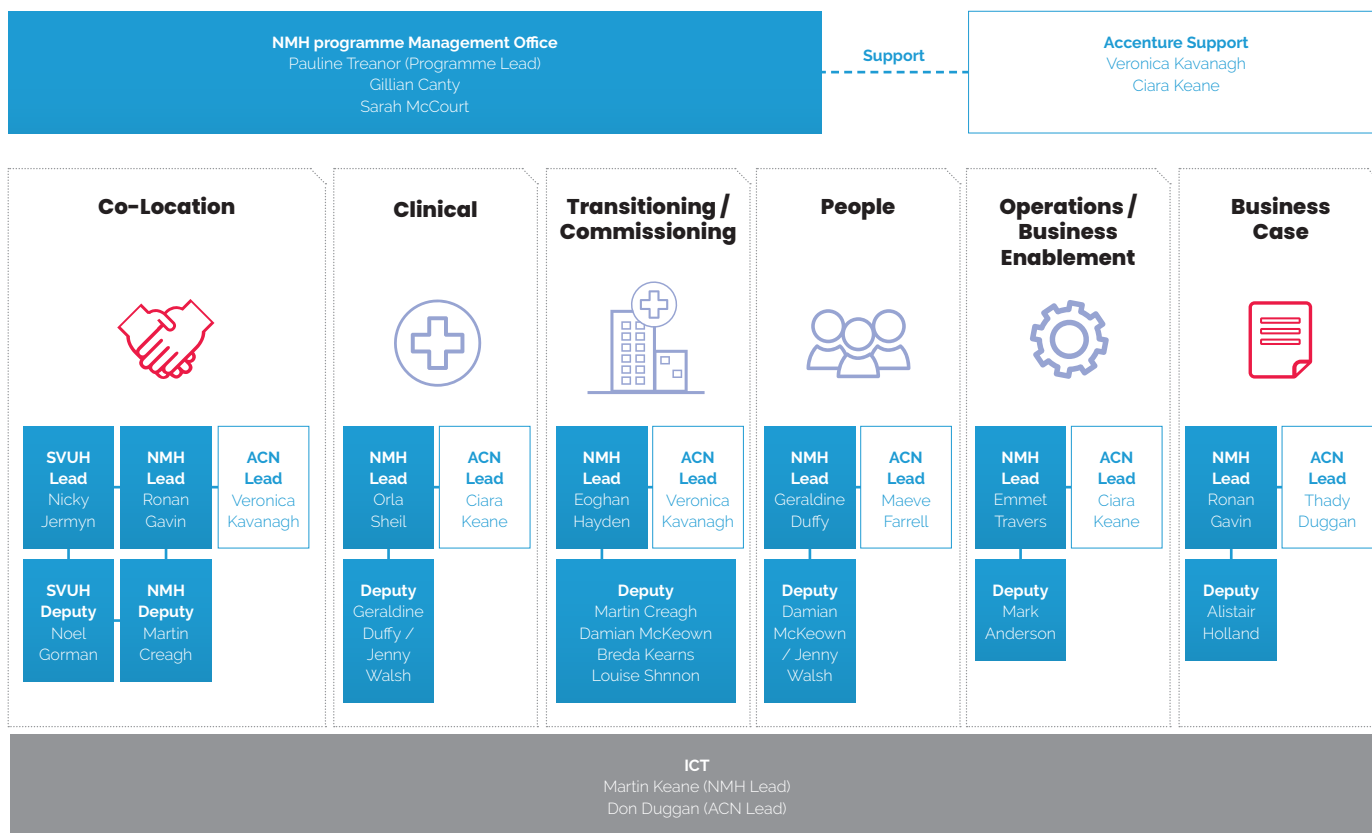 NMH programme Management Office
Pauline Treanor (Programme Lead)
Gillian Canty
Sarah McCourt
Support
Accenture Support
Veronica Kavanagh
Ciara Keane
Co-Location
SVUH
Lead
Nicky
Jermyn
NMH
Lead
Ronan
Gavin
ACN
Lead
Veronica
Kavanagh
SVUH
Deputy
Noel
Gorman
NMH
Deputy
Martin
Creagh
Clinical
NMH
Lead
Orla
Sheil
ACN
Lead
Ciara
Keane
Deputy
Geraldine
Duffy /
Jenny
Walsh
Transitioning /
Commissioning
NMH
Lead
Eoghan
Hayden
ACN
Lead
Veronica
Kavanagh
Deputy
Martin Creagh
Damian McKeown
Breda Kearns
Louise Shnnon
People
NMH
Lead
Geraldine
Duffy
ACN
Lead
Maeve
Farrell
Deputy
Damian
McKeown
/ Jenny
Walsh
Operations /
Business
Enablement
NMH
Lead
Emmet
Travers
ACN
Lead
Ciara
Keane
Deputy
Mark
Anderson
Business
Case
NMH
Lead
Ronan
Gavin
ACN
Lead
Thady
Duggan
Deputy
Alistair
Holland
ICT
Martin Keane (NMH Lead)
Don Duggan (ACN Lead)